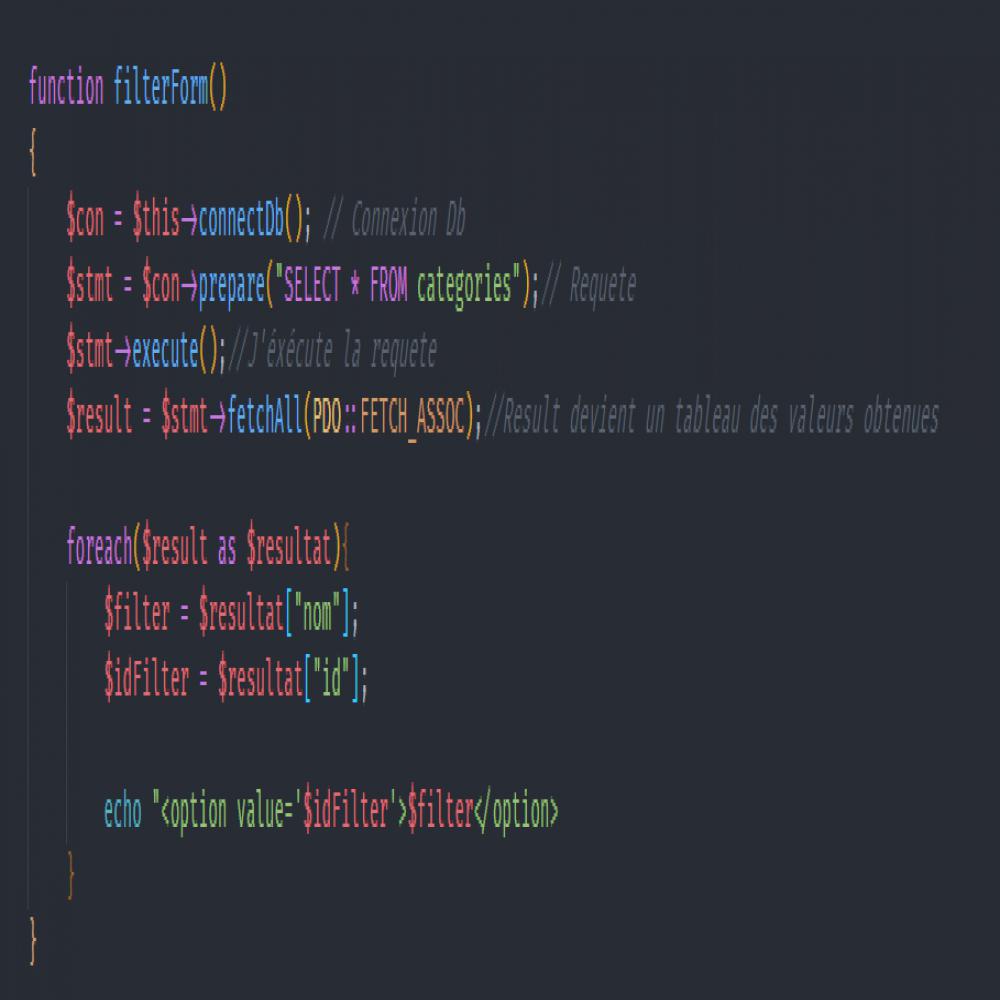 function filterForm()
{
$con = $this->connectDb(); // Connexion Db
$stmt = $con->prepare("SELECT * FROM categories");// Requete
$stmt->execute();//J'éxécute la requete
$result = $stmt->fetchAll(PDO::FETCH_ASSOC);//Result devient un tableau des valeurs obtenues
foreach($result as $resultat){
$filter = $resultat["nom"];
$idFilter = $resultat["id"];
echo "<option value='$idFilter'>$filter</option>
}
}